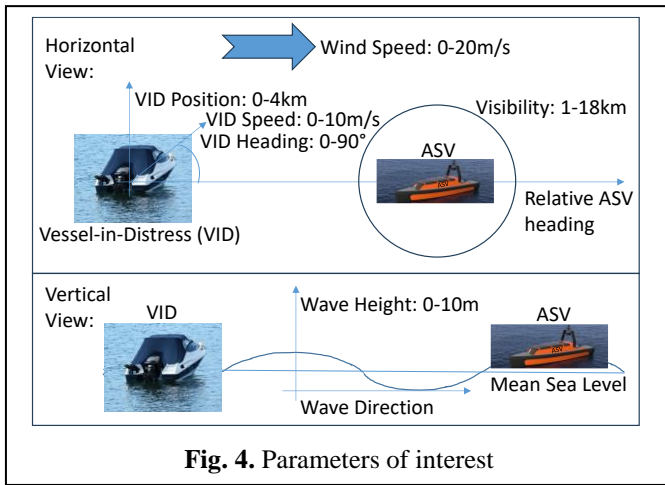 Horizontal
View:
Wind Speed: 0-20m/s
VID Position: 0-4km
VID Speed: 0-10m/s
VID Heading: 0-90°
Visibility: 1-18km
ASV
ASV
Relative ASV
heading
Vessel-in-Distress (VID)
Vertical
View:
VID
Wave Height: 0-10m
ASV
ASV
Mean Sea Level
Wave Direction
Fig. 4. Parameters of interest